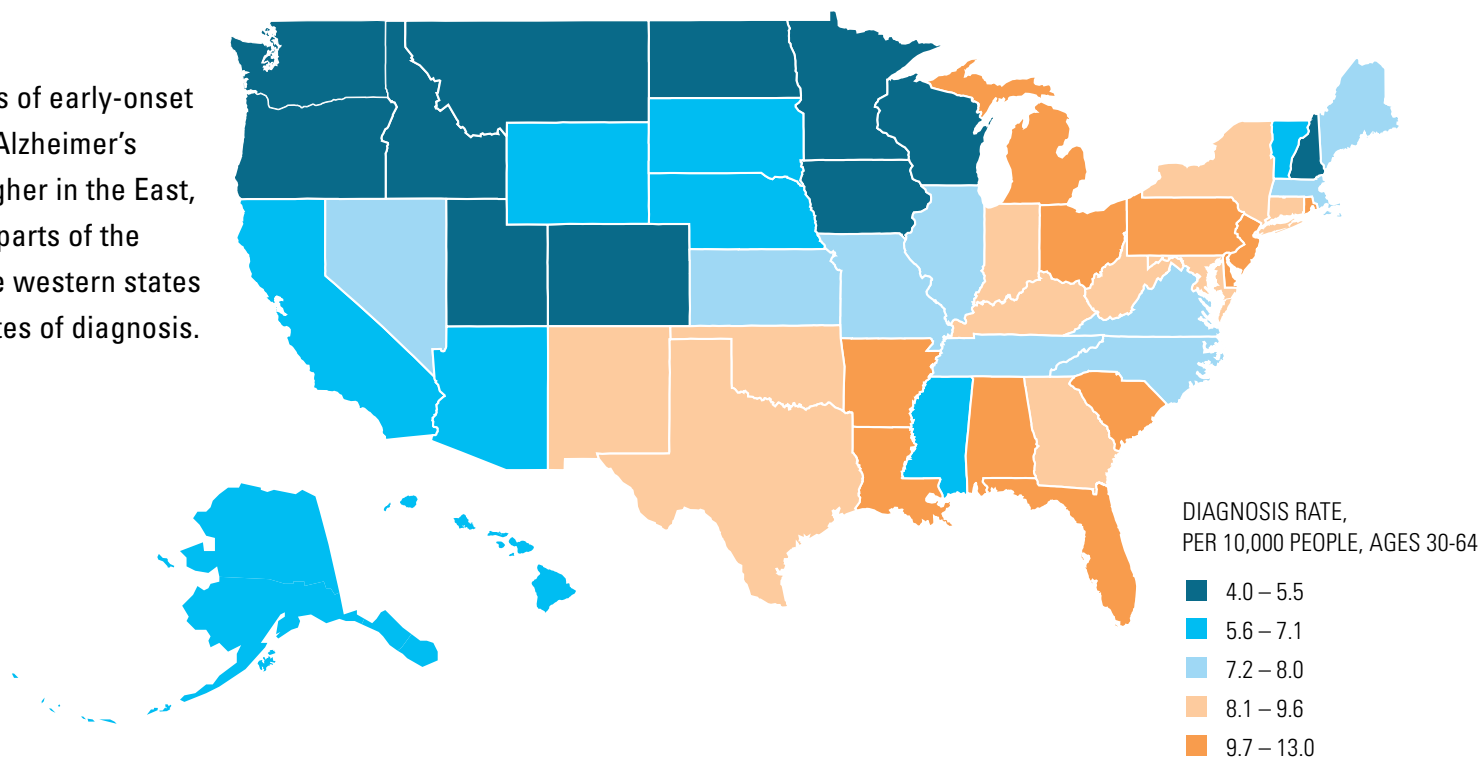 s of early-onset
Alzheimer's
gher in the East,
parts of the
e western states
tes of diagnosis.
DIAGNOSIS RATE,
PER 10,000 PEOPLE, AGES 30-64
4.0 – 5.5
5.6 – 7.1
7.2 – 8.0
8.1 – 9.6
9.7 – 13.0